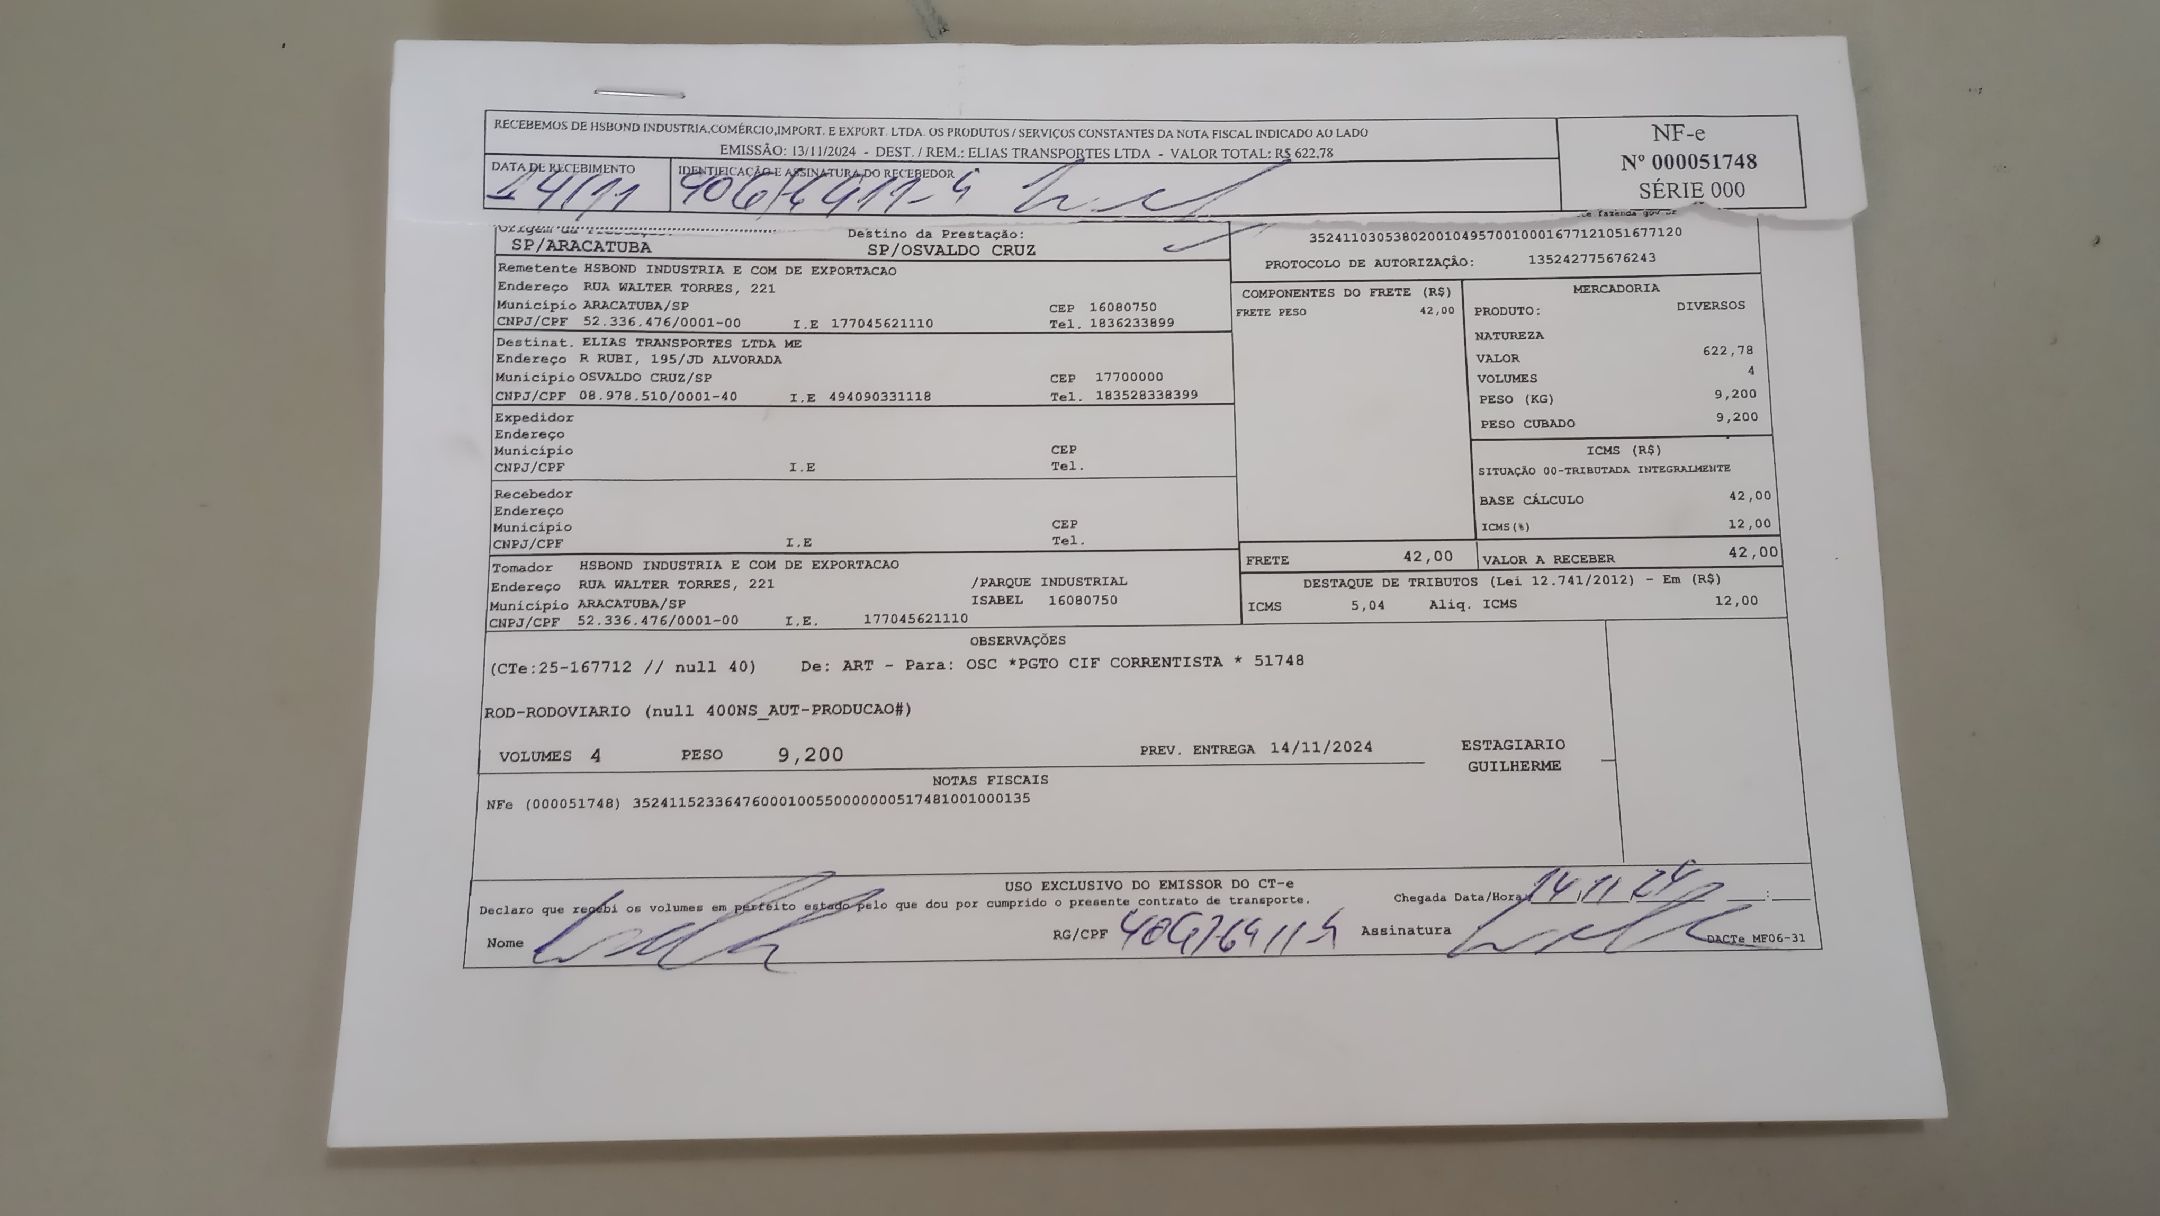 RECEBEMOS DE HSBOND INDUSTRIA,COMÉRCIO,IMPORT. E EXPORT. LTDA. OS PRODUTOS / SERVIÇOS CONSTANTES DA NOTA FISCAL INDICADO AO LADO
EMISSÃO: 13/11/2024 - DEST. / REM.: ELIAS TRANSPORTES LTDA - VALOR TOTAL: R$ 622,78
NF-e
Nº 000051748
SÉRIE 000
DATA DE RECEBIMENTO
IDENTIFICAÇÃO E ASSINATURA DO RECEBEDOR
14/11
Destino da Prestação:
SP/ARACATUBA SP/OSVALDO CRUZ
Remetente HSBOND INDUSTRIA E COM DE EXPORTACAO
Endereço RUA WALTER TORRES, 221
Município ARACATUBA/SP CEP 16080750
CNPJ/CPF 52.336.476/0001-00 I.E 177045621110 Tel. 1836233899
Destinat. ELIAS TRANSPORTES LTDA ME
Endereço R RUBI, 195/JD ALVORADA
Município OSVALDO CRUZ/SP CEP 17700000
CNPJ/CPF 08.978.510/0001-40 I.E 494090331118 Tel. 183528338399
Expedidor
Endereço
Município CEP
CNPJ/CPF I.E Tel.
Recebedor
Endereço
Município CEP
CNPJ/CPF I.E Tel.
Tomador HSBOND INDUSTRIA E COM DE EXPORTACAO
Endereço RUA WALTER TORRES, 221 /PARQUE INDUSTRIAL
Município ARACATUBA/SP ISABEL 16080750
CNPJ/CPF 52.336.476/0001-00 I.E. 177045621110
fazenda gov br
35241103053802001049570010001677121051677120
PROTOCOLO DE AUTORIZAÇÃO: 135242775676243
COMPONENTES DO FRETE (R$)
FRETE PESO 42,00
MERCADORIA
PRODUTO: DIVERSOS
NATUREZA
VALOR 622,78
VOLUMES 4
PESO (KG) 9,200
PESO CUBADO 9,200
ICMS (R$)
SITUAÇÃO 00-TRIBUTADA INTEGRALMENTE
BASE CÁLCULO 42,00
ICMS(%) 12,00
FRETE 42,00 VALOR A RECEBER 42,00
DESTAQUE DE TRIBUTOS (Lei 12.741/2012) - Em (R$)
ICMS 5,04 Aliq. ICMS 12,00
OBSERVAÇÕES
(CTe:25-167712 // null 40) De: ART - Para: OSC *PGTO CIF CORRENTISTA * 51748
ROD-RODOVIARIO (null 400NS_AUT-PRODUCAO#)
VOLUMES 4 PESO 9,200 PREV. ENTREGA 14/11/2024
ESTAGIARIO
GUILHERME
NOTAS FISCAIS
NFe (000051748) 35241152336476000100550000000517481001000135
USO EXCLUSIVO DO EMISSOR DO CT-e
Declaro que recebi os volumes em perfeito estado pelo que dou por cumprido o presente contrato de transporte.
Chegada Data/Hora 14/11/24 :
Nome RG/CPF Assinatura
DACTe MF06-31